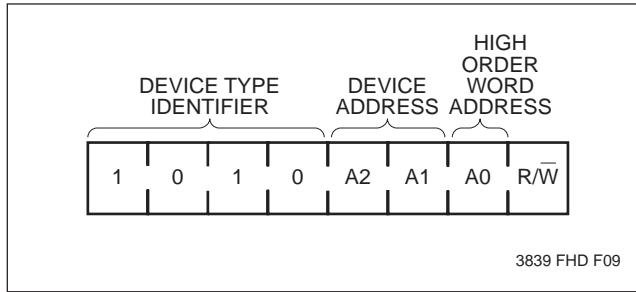 HIGH
ORDER
DEVICE TYPE DEVICE WORD
IDENTIFIER ADDRESS ADDRESS
1 0 1 0 A2 A1 A0 R/W̅
3839 FHD F09